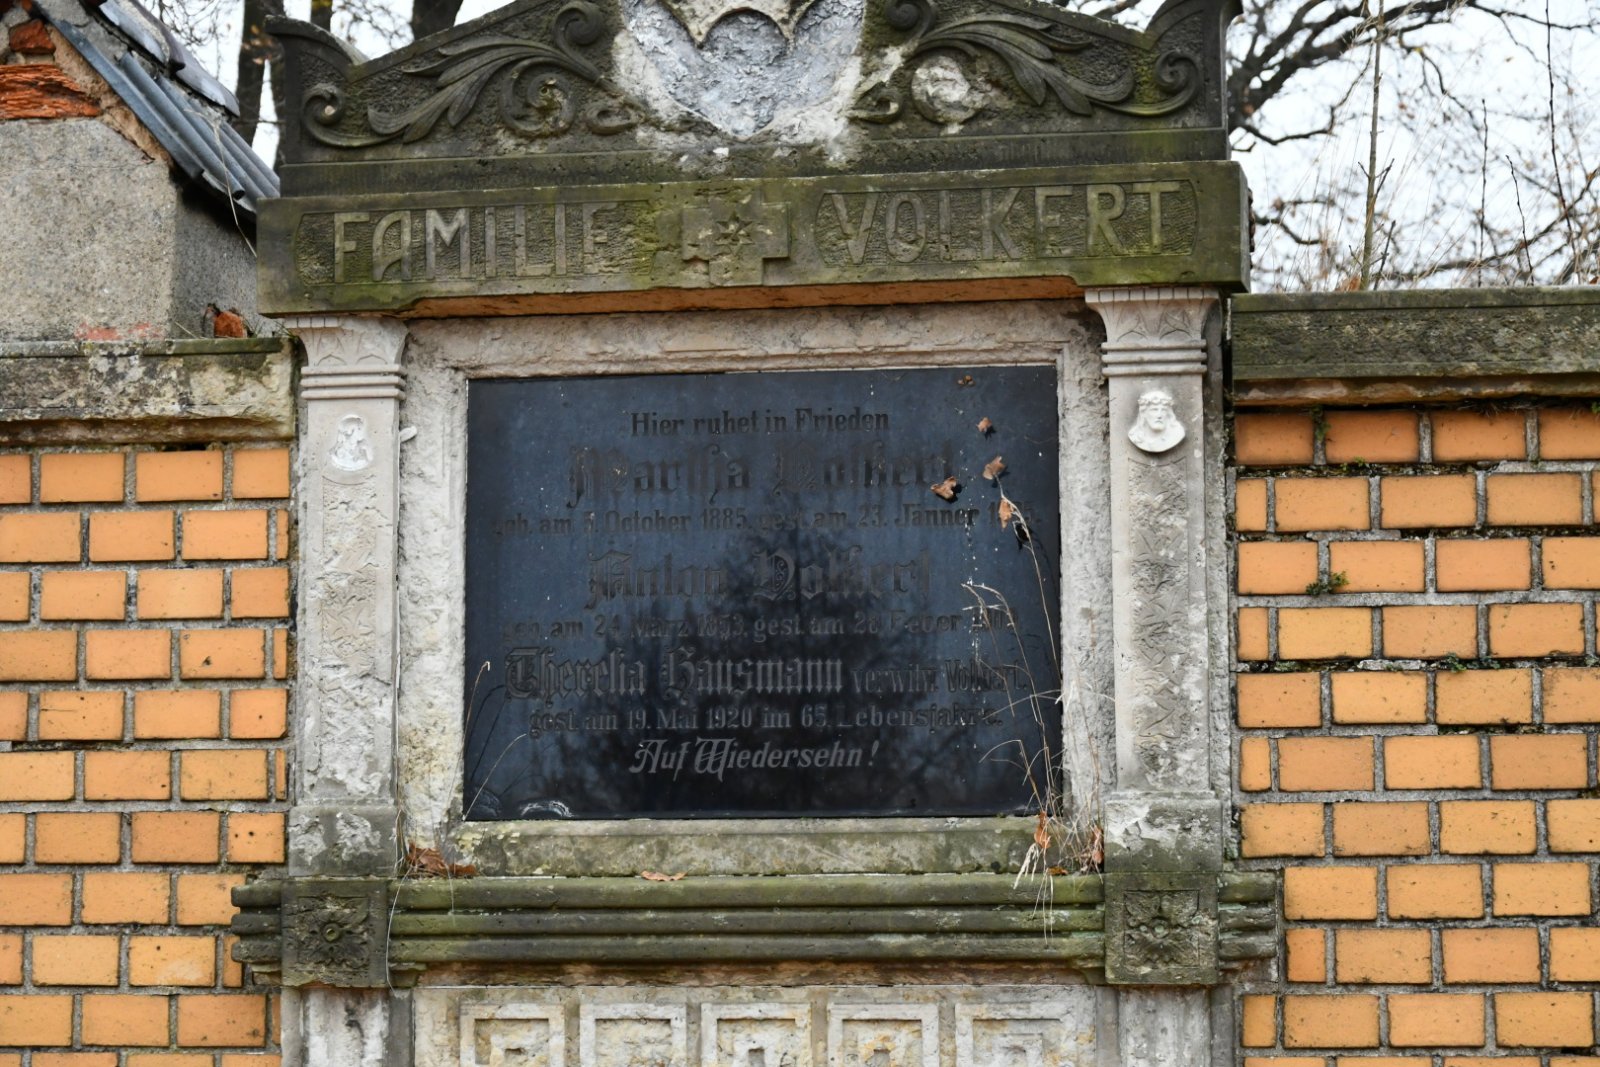 FAMILIE VOLKERT
Hier ruhet in Frieden
Martha Volkert
geb. am 5. October 1885, gest. am 23. Jänner
Anton Volkert
geb. am 24. März 1853, gest. am 28. Feber
Theresia Hausmann verwitw. Volkert,
gest. am 19. Mai 1920 im 65. Lebensjahre.
Auf Wiedersehn!